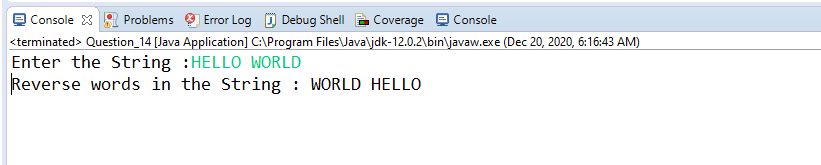 Console Problems Error Log Debug Shell Coverage Console
<terminated> Question_14 [Java Application] C:\Program Files\Java\jdk-12.0.2\bin\javaw.exe (Dec 20, 2020, 6:16:43 AM)
Enter the String :HELLO WORLD
Reverse words in the String : WORLD HELLO